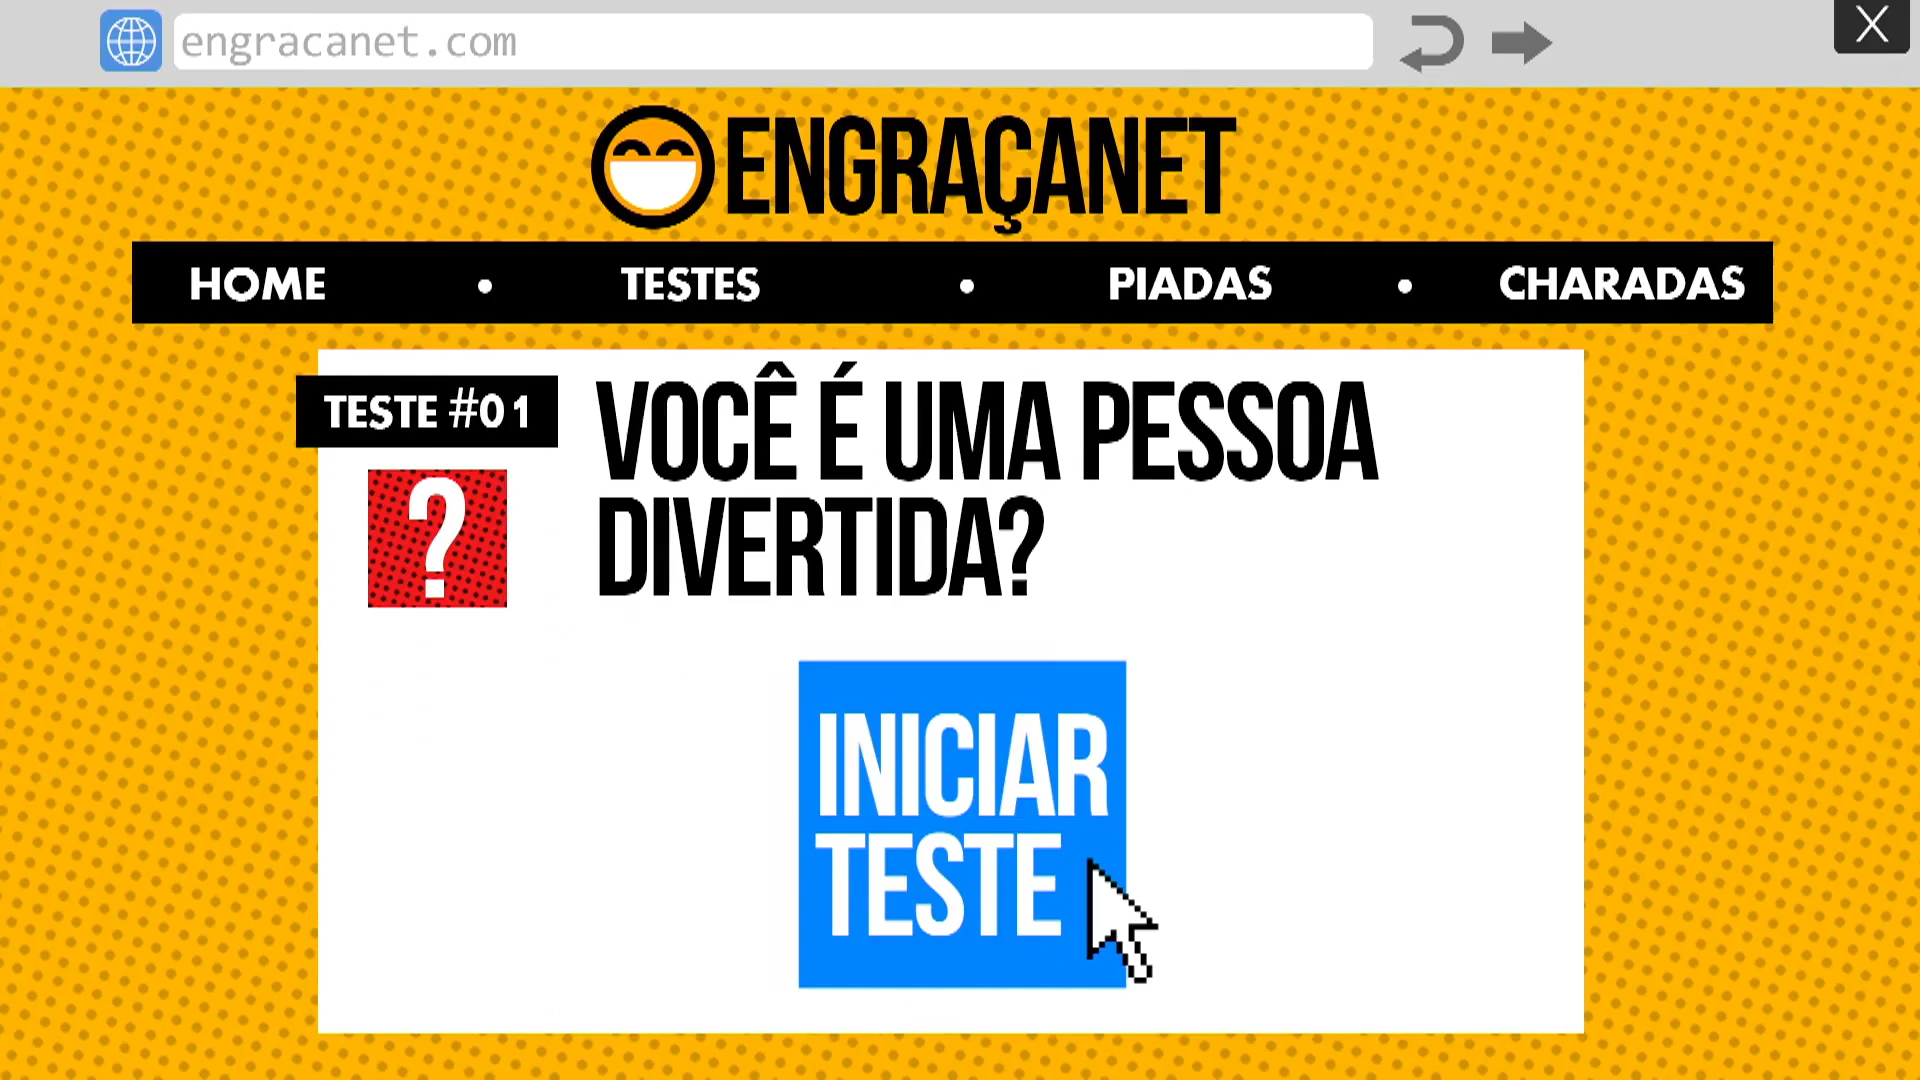 engracanet.com
X
ENGRAÇANET
HOME • TESTES • PIADAS • CHARADAS
TESTE #01
?
VOCÊ É UMA PESSOA
DIVERTIDA?
INICIAR
TESTE